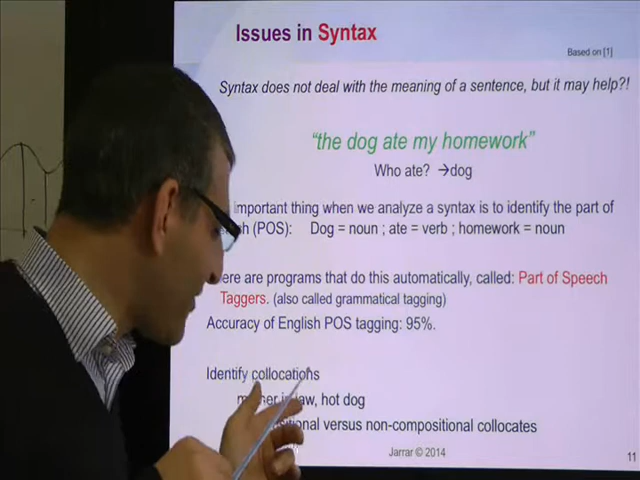 Issues in Syntax
Based on [1]
Syntax does not deal with the meaning of a sentence, but it may help?!
“the dog ate my homework”
Who ate? →dog
important thing when we analyze a syntax is to identify the part of
(POS): Dog = noun ; ate = verb ; homework = noun
are programs that do this automatically, called: Part of Speech
Taggers. (also called grammatical tagging)
Accuracy of English POS tagging: 95%.
Identify collocations
law, hot dog
versus non-compositional collocates
Jarrar © 2014
11